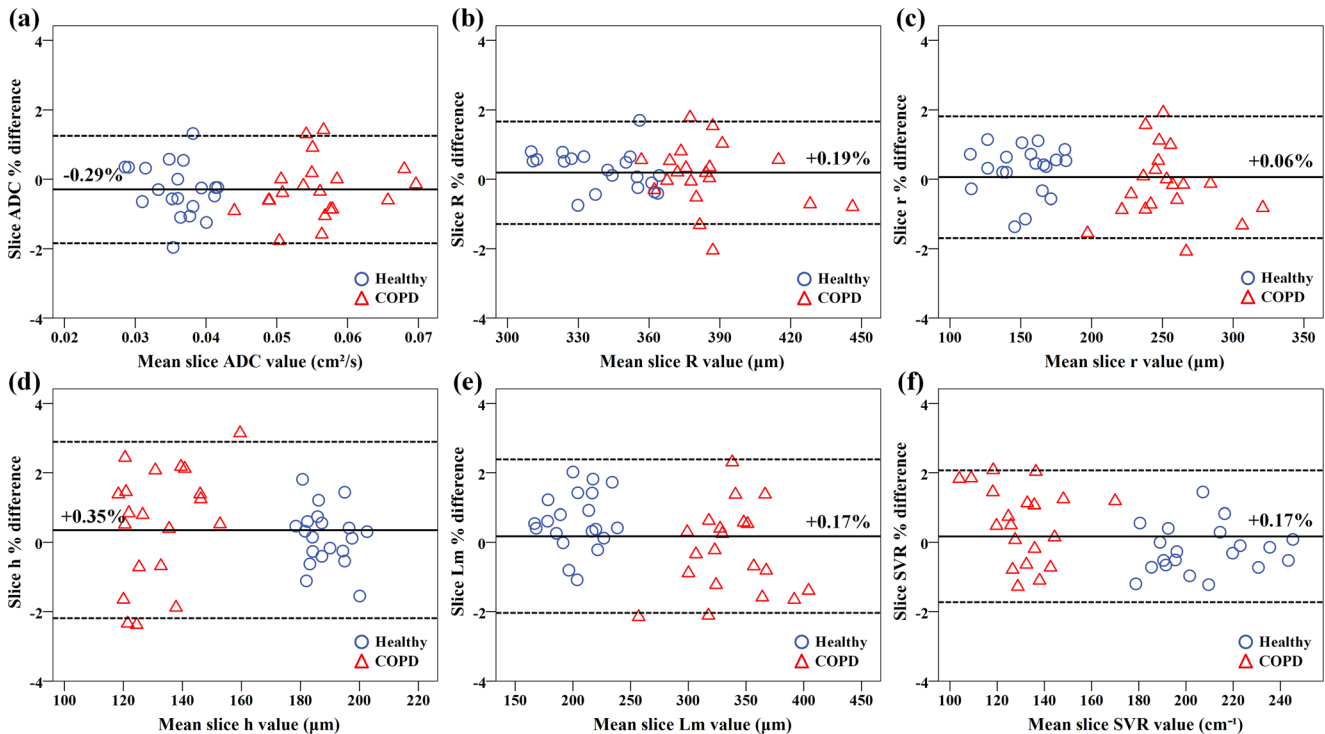 (a)
4
2
0
-2
-4
Slice ADC % difference
-0.29%
Healthy
COPD
0.02 0.03 0.04 0.05 0.06 0.07
Mean slice ADC value (cm²/s)
(b)
4
2
0
-2
-4
Slice R % difference
+0.19%
Healthy
COPD
300 330 360 390 420 450
Mean slice R value (µm)
(c)
4
2
0
-2
-4
Slice r % difference
+0.06%
Healthy
COPD
100 150 200 250 300 350
Mean slice r value (µm)
(d)
4
2
0
-2
-4
Slice h % difference
+0.35%
Healthy
COPD
100 120 140 160 180 200
Mean slice h value (µm)
(e)
4
2
0
-2
-4
Slice Lm % difference
+0.17%
Healthy
COPD
150 200 250 300 350 400 450
Mean slice Lm value (µm)
(f)
4
2
0
-2
-4
Slice SVR % difference
+0.17%
Healthy
COPD
100 120 140 160 180 200 220 240
Mean slice SVR value (cm⁻¹)